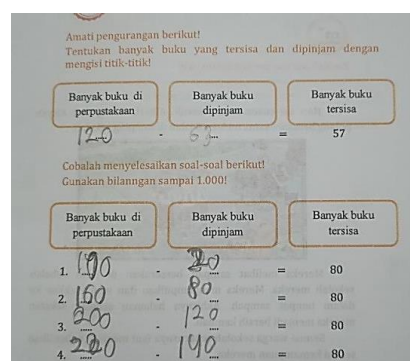 Amati pengurangan berikut!
Tentukan banyak buku yang tersisa dan dipinjam dengan
mengisi titik-titik!
Banyak buku di perpustakaan Banyak buku dipinjam Banyak buku tersisa
120 - 63... = 57
Cobalah menyelesaikan soal-soal berikut!
Gunakan bilanngan sampai 1.000!
Banyak buku di perpustakaan Banyak buku dipinjam Banyak buku tersisa
1. 100 - 20 = 80
2. 160 - 80 = 80
3. 200 - 120 = 80
4. 220 - 140 = 80